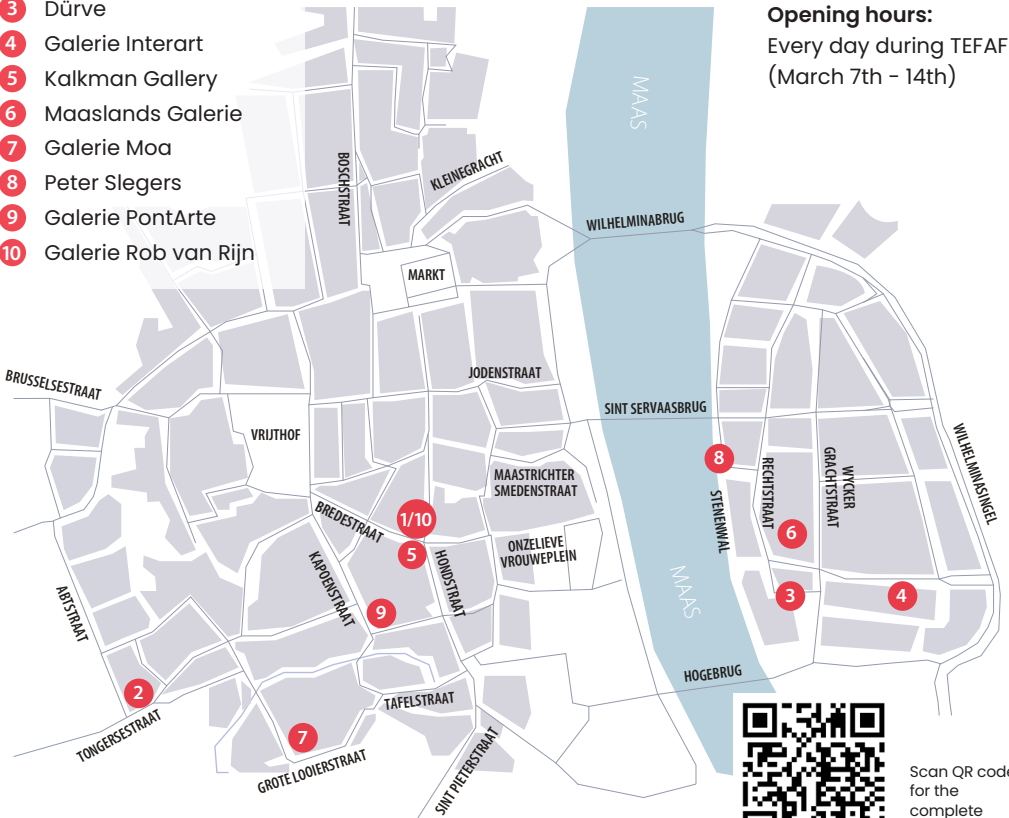 3 Dürve
4 Galerie Interart
5 Kalkman Gallery
6 Maaslands Galerie
7 Galerie Moa
8 Peter Slegers
9 Galerie PontArte
10 Galerie Rob van Rijn
Opening hours:
Every day during TEFAF
(March 7th - 14th)
MAAS
BOSCHSTRAAT
KLEINEGRACHT
WILHELMINABRUG
MARKT
BRUSSELSESTRAAT
JODENSTRAAT
SINT SERVAASBRUG
VRIJTHOF
WILHELMINASINGEL
8
RECHTSTRAAT
WYCKER
GRACHTSTRAAT
MAASTRICHTER
SMEDENSTRAAT
STENENWAL
BREDESTRAAT
1/10
6
5
ONZELIEVE
VROUWEPLEIN
KAPOENSTRAAT
HONDSTRAAT
MAAS
ABTSTRAAT
9
3
4
HOGEBRUG
2
TAFELSTRAAT
TONGERSESTRAAT
7
GROTE LOOIERSTRAAT
SINT PIETERSTRAAT
Scan QR code
for the
complete